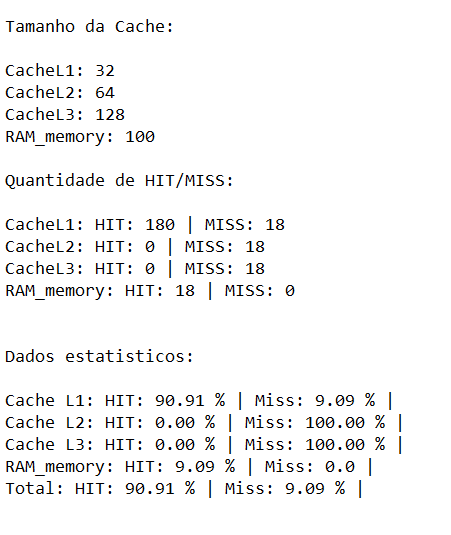 Tamanho da Cache:
CacheL1: 32
CacheL2: 64
CacheL3: 128
RAM_memory: 100
Quantidade de HIT/MISS:
CacheL1: HIT: 180 | MISS: 18
CacheL2: HIT: 0 | MISS: 18
CacheL3: HIT: 0 | MISS: 18
RAM_memory: HIT: 18 | MISS: 0
Dados estatisticos:
Cache L1: HIT: 90.91 % | Miss: 9.09 % |
Cache L2: HIT: 0.00 % | Miss: 100.00 % |
Cache L3: HIT: 0.00 % | Miss: 100.00 % |
RAM_memory: HIT: 9.09 % | Miss: 0.0 |
Total: HIT: 90.91 % | Miss: 9.09 % |